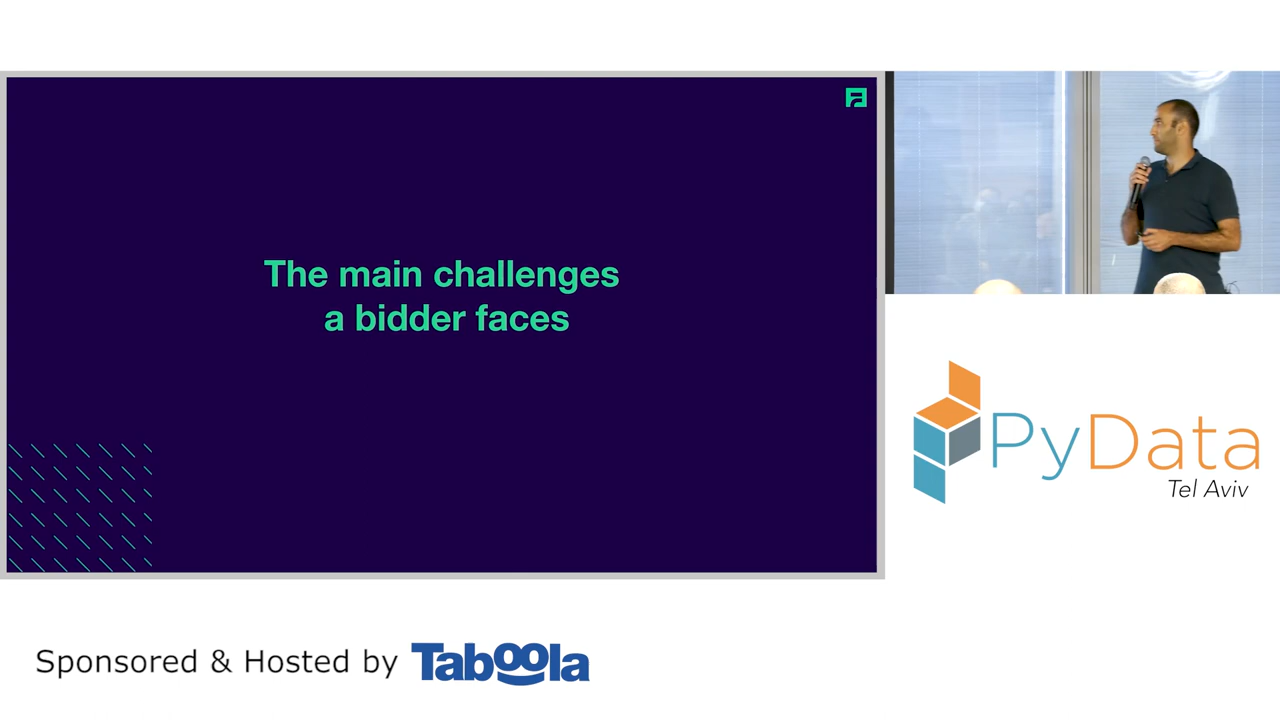 The main challenges
a bidder faces
PyData
Tel Aviv
Sponsored & Hosted by Taboola